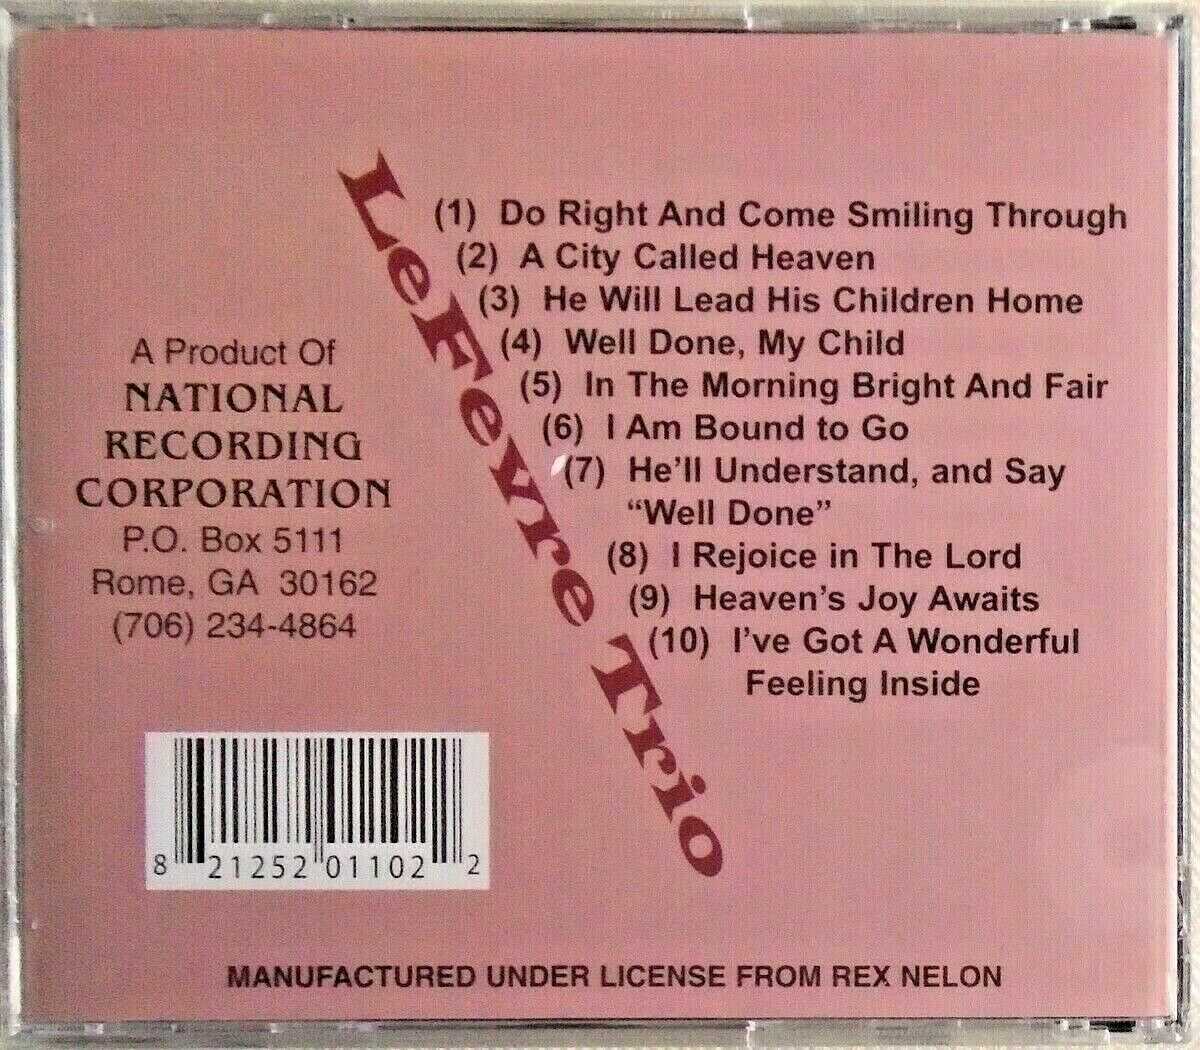 LeFevre Trio
(1) Do Right And Come Smiling Through
(2) A City Called Heaven
(3) He Will Lead His Children Home
(4) Well Done, My Child
(5) In The Morning Bright And Fair
(6) I Am Bound to Go
(7) He'll Understand, and Say
“Well Done”
(8) I Rejoice in The Lord
(9) Heaven's Joy Awaits
(10) I've Got A Wonderful
Feeling Inside
A Product Of
NATIONAL
RECORDING
CORPORATION
P.O. Box 5111
Rome, GA 30162
(706) 234-4864
8 21252 01102 2
MANUFACTURED UNDER LICENSE FROM REX NELON